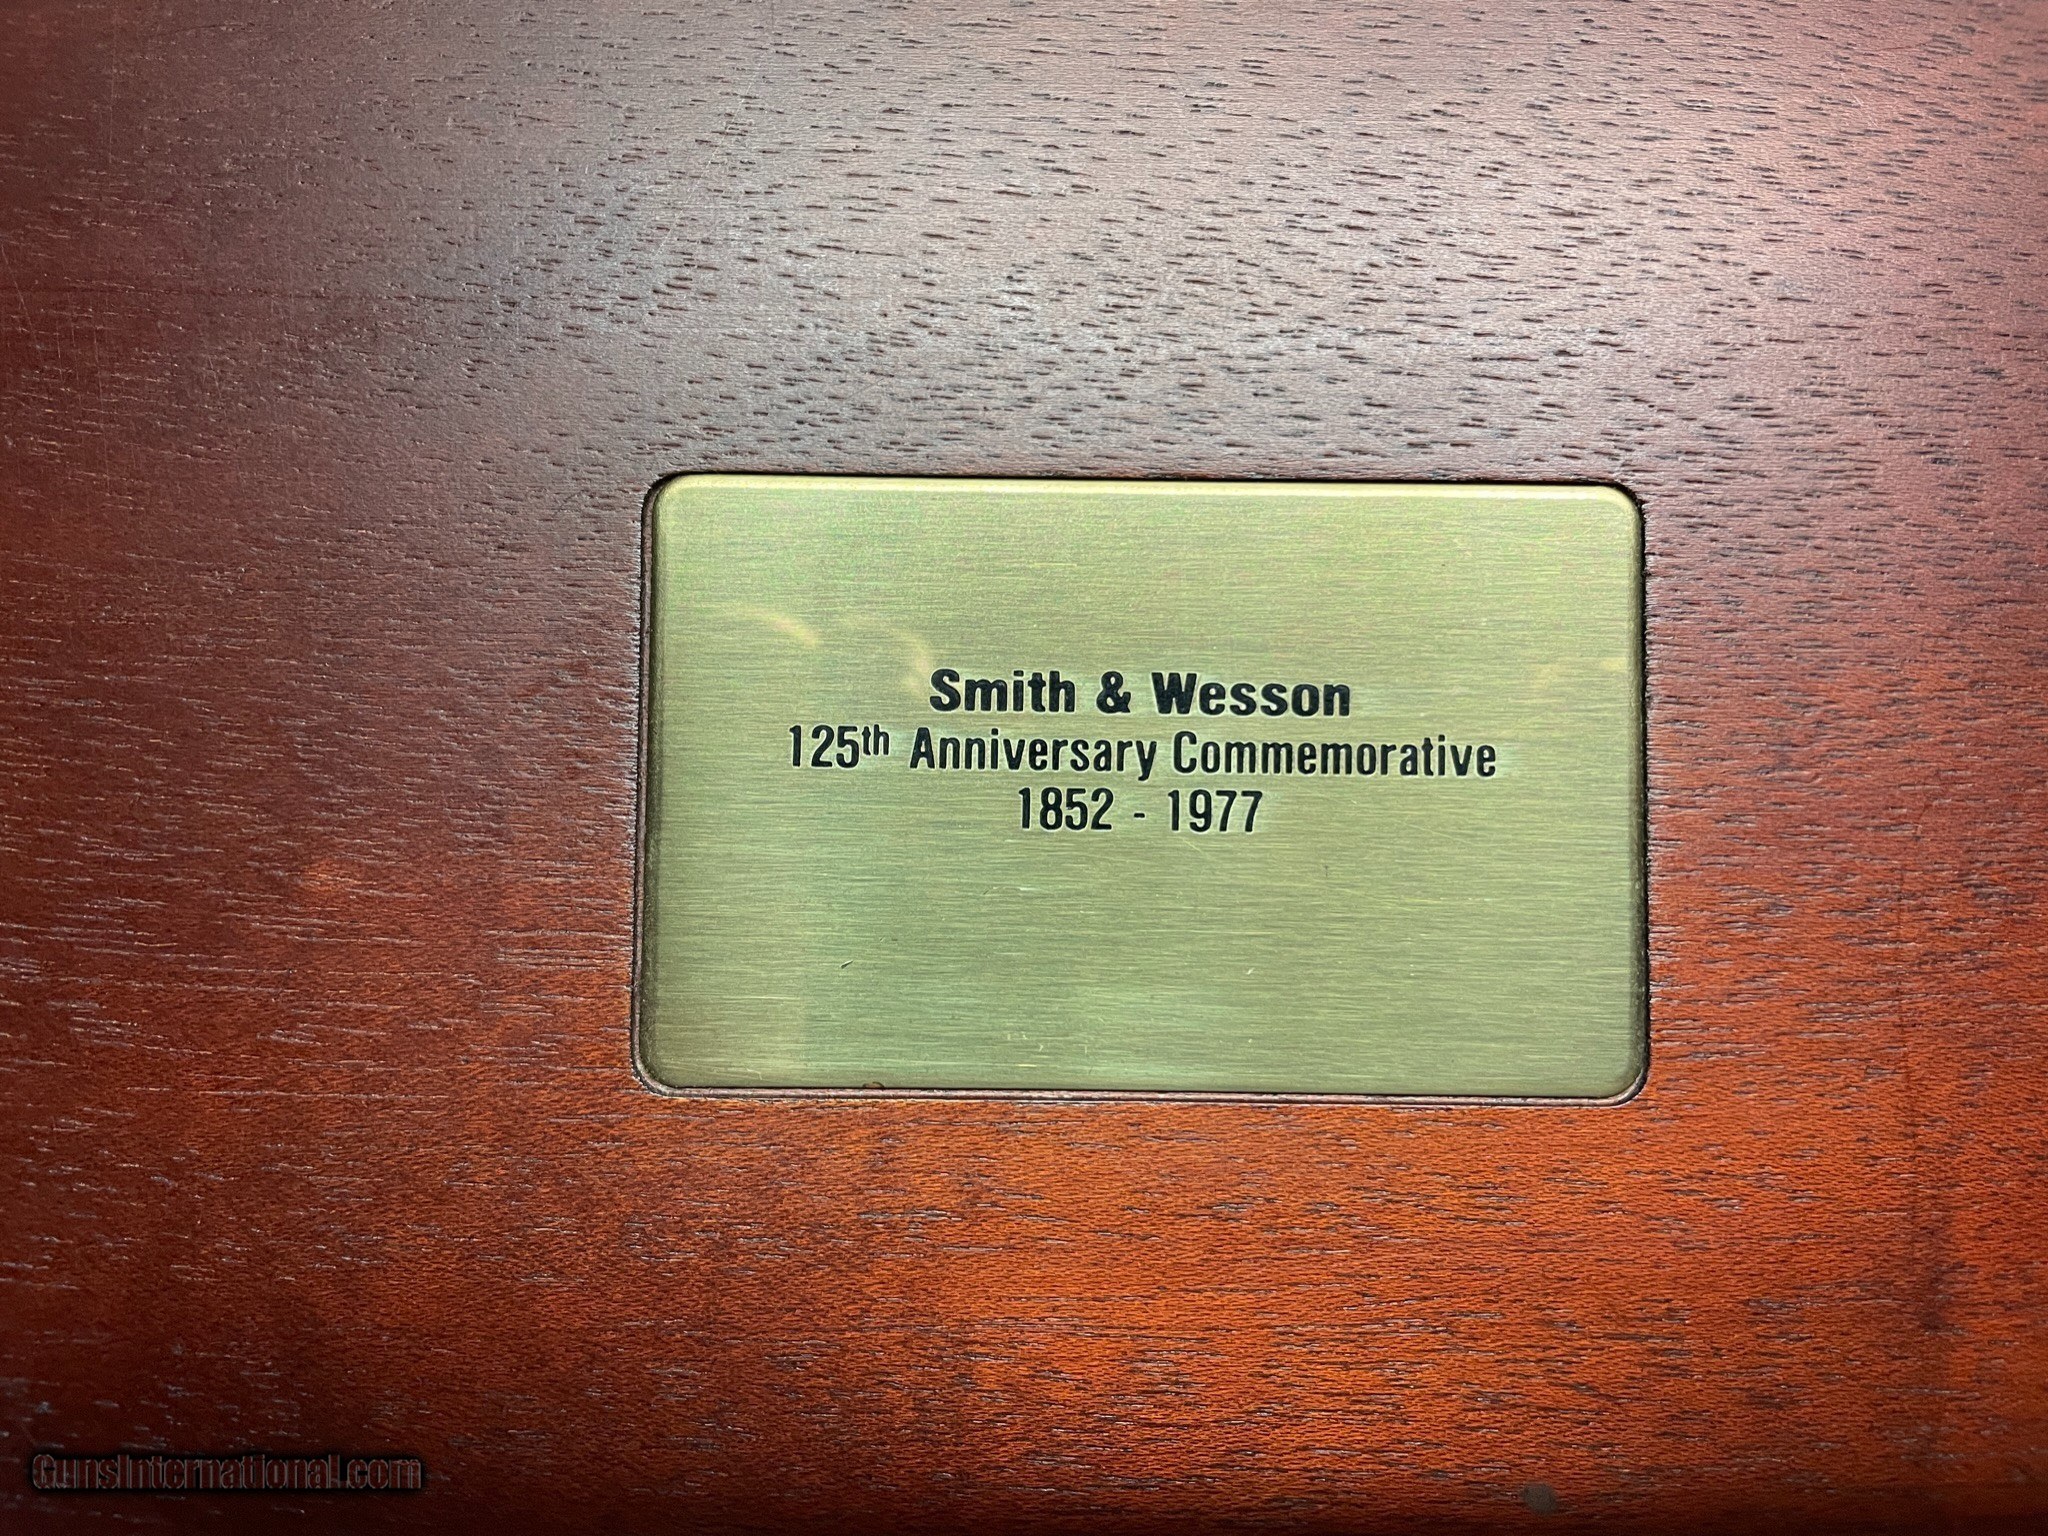 Smith & Wesson
125th Anniversary Commemorative
1852 - 1977
GunsInternational.com